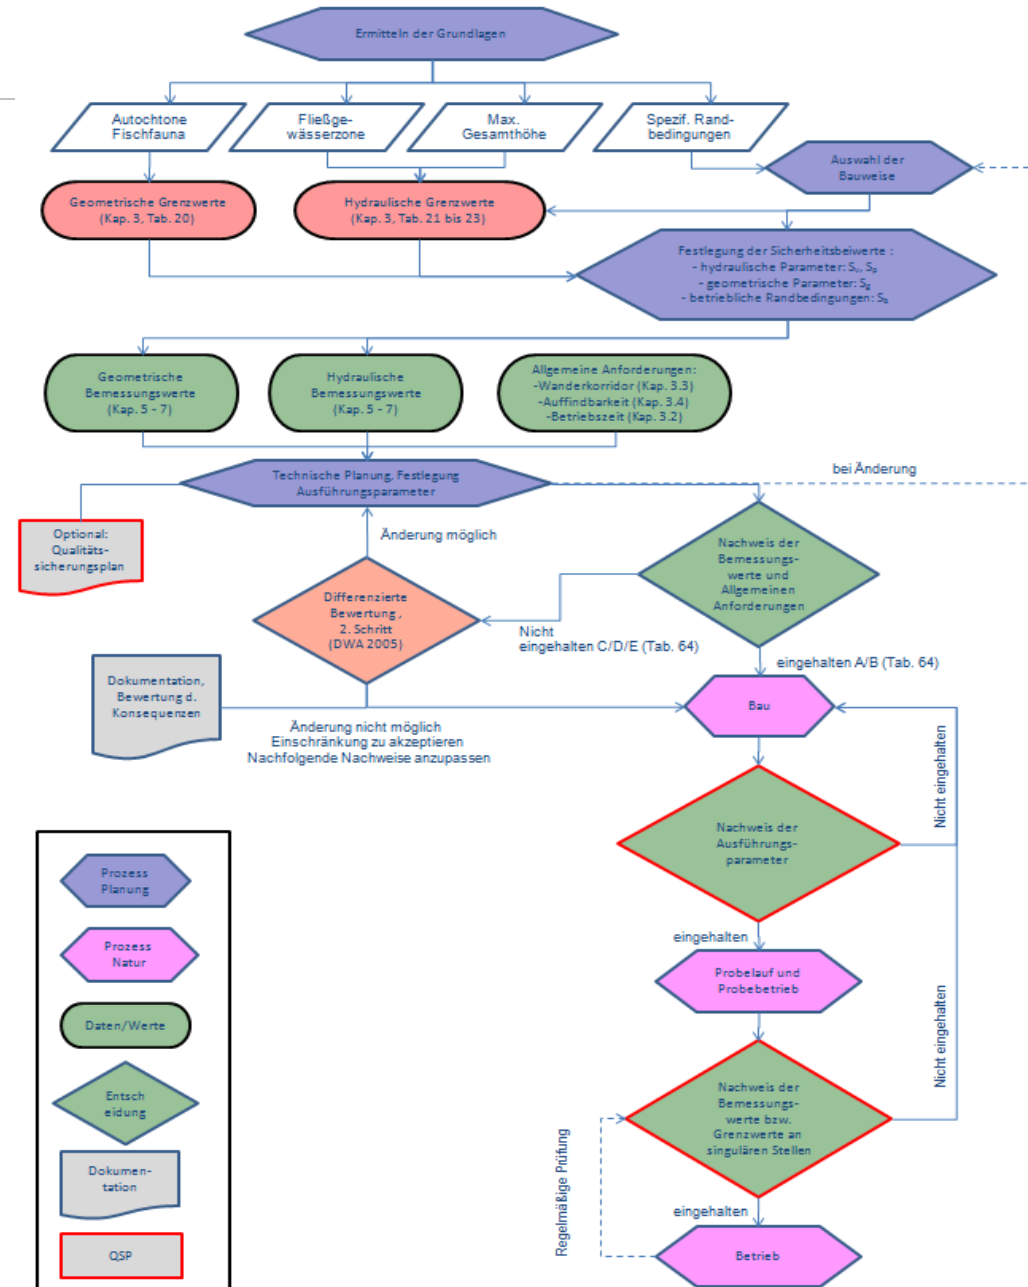 Ermitteln der Grundlagen
Autochtone
Fischfauna
Fließge-
wässerzone
Max.
Gesamthöhe
Spezif. Rand-
bedingungen
Auswahl der
Bauweise
Geometrische Grenzwerte
(Kap. 3, Tab. 20)
Hydraulische Grenzwerte
(Kap. 3, Tab. 21 bis 23)
Festlegung der Sicherheitsbeiwerte :
- hydraulische Parameter: Sᵥ, Sₚ
- geometrische Parameter: S
- betriebliche Randbedingungen: S
Geometrische
Bemessungswerte
(Kap. 5 - 7)
Hydraulische
Bemessungswerte
(Kap. 5 - 7)
Allgemeine Anforderungen:
-Wanderkorridor (Kap. 3.3)
-Auffindbarkeit (Kap. 3.4)
-Betriebszeit (Kap. 3.2)
Technische Planung, Festlegung
Ausführungsparameter
bei Änderung
Optional:
Qualitäts-
sicherungsplan
Änderung möglich
Nachweis der
Bemessungs-
werte und
Allgemeinen
Anforderungen
Differenzierte
Bewertung ,
2. Schritt
(DWA 2005)
Nicht
eingehalten C/D/E (Tab. 64)
eingehalten A/B (Tab. 64)
Dokumentation,
Bewertung d.
Konsequenzen
Bau
Änderung nicht möglich
Einschränkung zu akzeptieren
Nachfolgende Nachweise anzupassen
Nicht eingehalten
Nachweis der
Ausführungs-
parameter
eingehalten
Probelauf und
Probebetrieb
Nicht eingehalten
Nachweis der
Bemessungs-
werte bzw.
Grenzwerte an
singulären Stellen
Regelmäßige Prüfung
eingehalten
Betrieb
Prozess
Planung
Prozess
Natur
Daten/Werte
Entsch
eidung
Dokumen-
tation
QSP